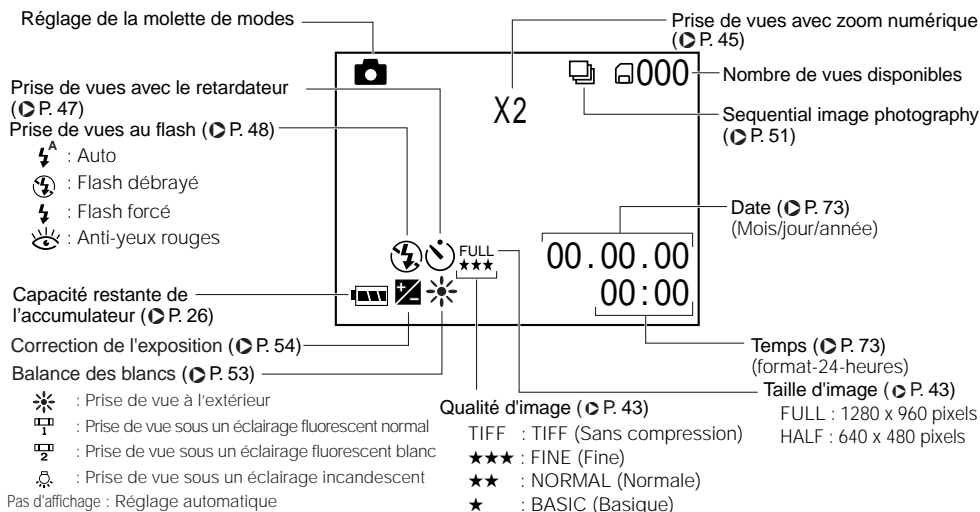 Réglage de la molette de modes
Prise de vues avec zoom numérique
(P. 45)
000
Nombre de vues disponibles
X2
Prise de vues avec le retardateur
(P. 47)
Sequential image photography
(P. 51)
Prise de vues au flash (P. 48)
A : Auto
: Flash débrayé
: Flash forcé
: Anti-yeux rouges
Date (P. 73)
(Mois/jour/année)
FULL
★★★
00.00.00
00:00
Capacité restante de
l'accumulateur (P. 26)
Correction de l'exposition (P. 54)
Balance des blancs (P. 53)
: Prise de vue à l'extérieur
1 : Prise de vue sous un éclairage fluorescent normal
2 : Prise de vue sous un éclairage fluorescent blanc
: Prise de vue sous un éclairage incandescent
Pas d'affichage : Réglage automatique
Qualité d'image (P. 43)
TIFF : TIFF (Sans compression)
★★★ : FINE (Fine)
★★ : NORMAL (Normale)
★ : BASIC (Basique)
Temps (P. 73)
(format-24-heures)
Taille d'image (P. 43)
FULL : 1280 x 960 pixels
HALF : 640 x 480 pixels